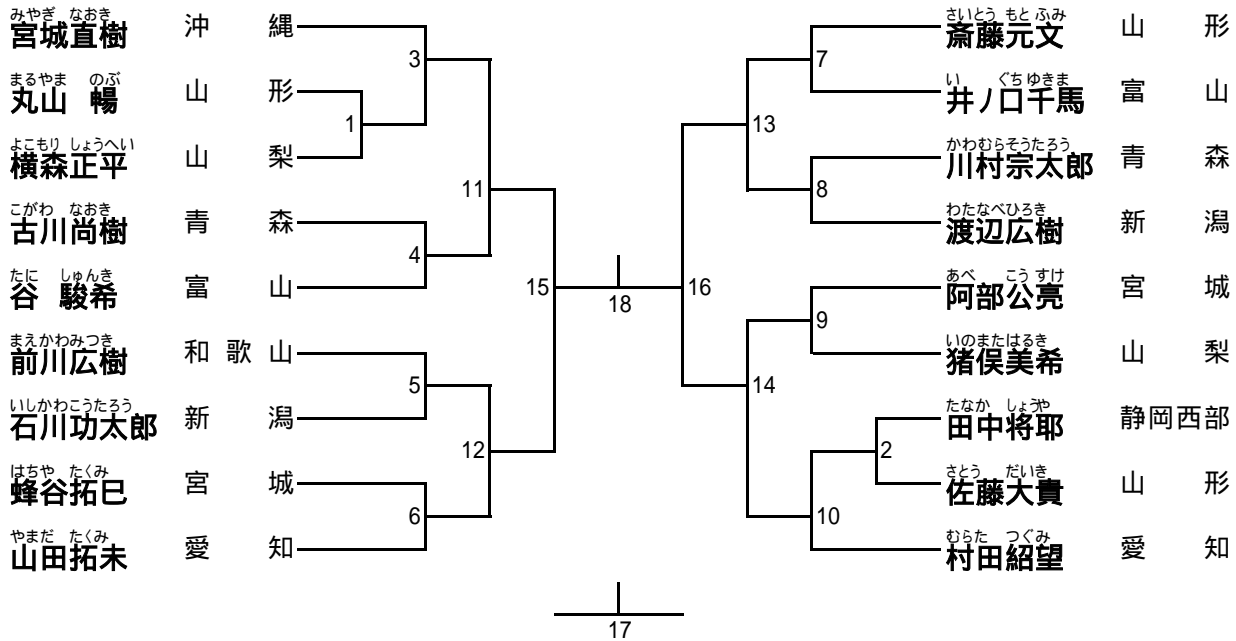 みやぎ なおき
宮城直樹 沖縄
まるやま のぶ
丸山 暢 山形
よこもり しょうへい
横森正平 山梨
こがわ なおき
古川尚樹 青森
たに しゅんき
谷 駿希 富山
まえかわみつき
前川広樹 和歌山
いしかわこうたろう
石川功太郎 新潟
はちや たくみ
蜂谷拓巳 宮城
やまだ たくみ
山田拓未 愛知
3
1
11
4
15
5
12
6
18
17
さいとう もとふみ
斎藤元文 山形
い ぐちゆきま
井ノ口千馬 富山
かわむらそうたろう
川村宗太郎 青森
わたなべひろき
渡辺広樹 新潟
あべ こうすけ
阿部公亮 宮城
いのまたはるき
猪俣美希 山梨
たなか しょうや
田中将耶 静岡西部
さとう だいき
佐藤大貴 山形
むらた つぐみ
村田紹望 愛知
7
13
8
16
9
14
2
10